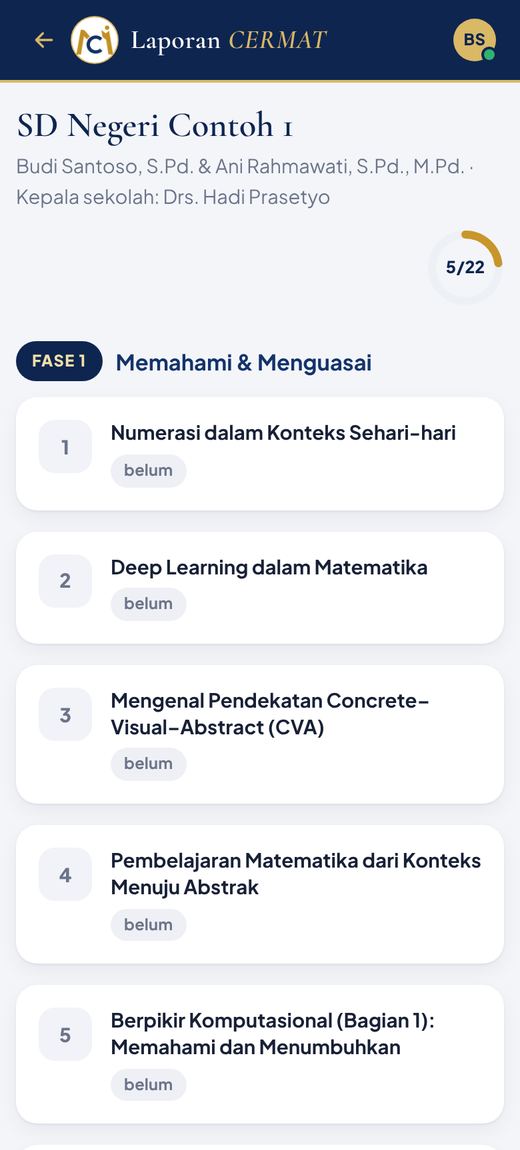 Laporan CERMAT
BS
SD Negeri Contoh 1
Budi Santoso, S.Pd. & Ani Rahmawati, S.Pd., M.Pd. ·
Kepala sekolah: Drs. Hadi Prasetyo
5/22
FASE 1 Memahami & Menguasai
1 Numerasi dalam Konteks Sehari-hari
belum
2 Deep Learning dalam Matematika
belum
3 Mengenal Pendekatan Concrete–
Visual–Abstract (CVA)
belum
4 Pembelajaran Matematika dari Konteks
Menuju Abstrak
belum
5 Berpikir Komputasional (Bagian 1):
Memahami dan Menumbuhkan
belum